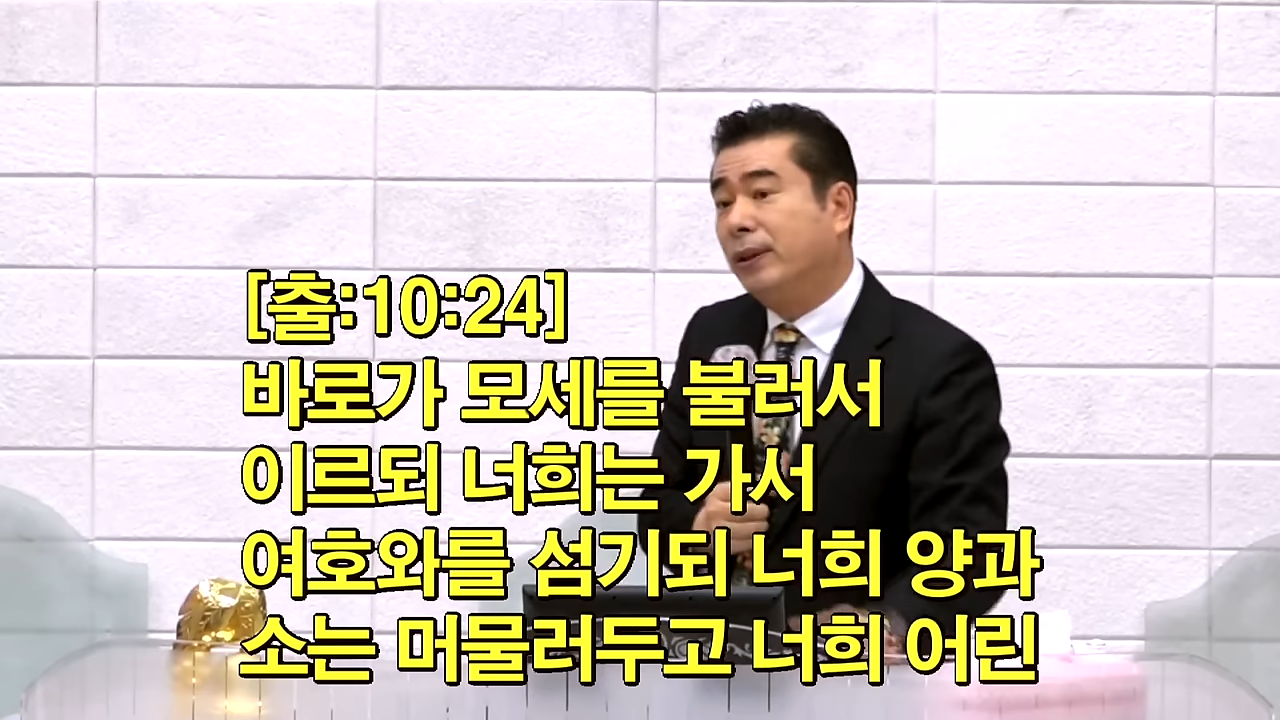 [출:10:24]
바로가 모세를 불러서
이르되 너희는 가서
여호와를 섬기되 너희 양과
소는 머물러두고 너희 어린